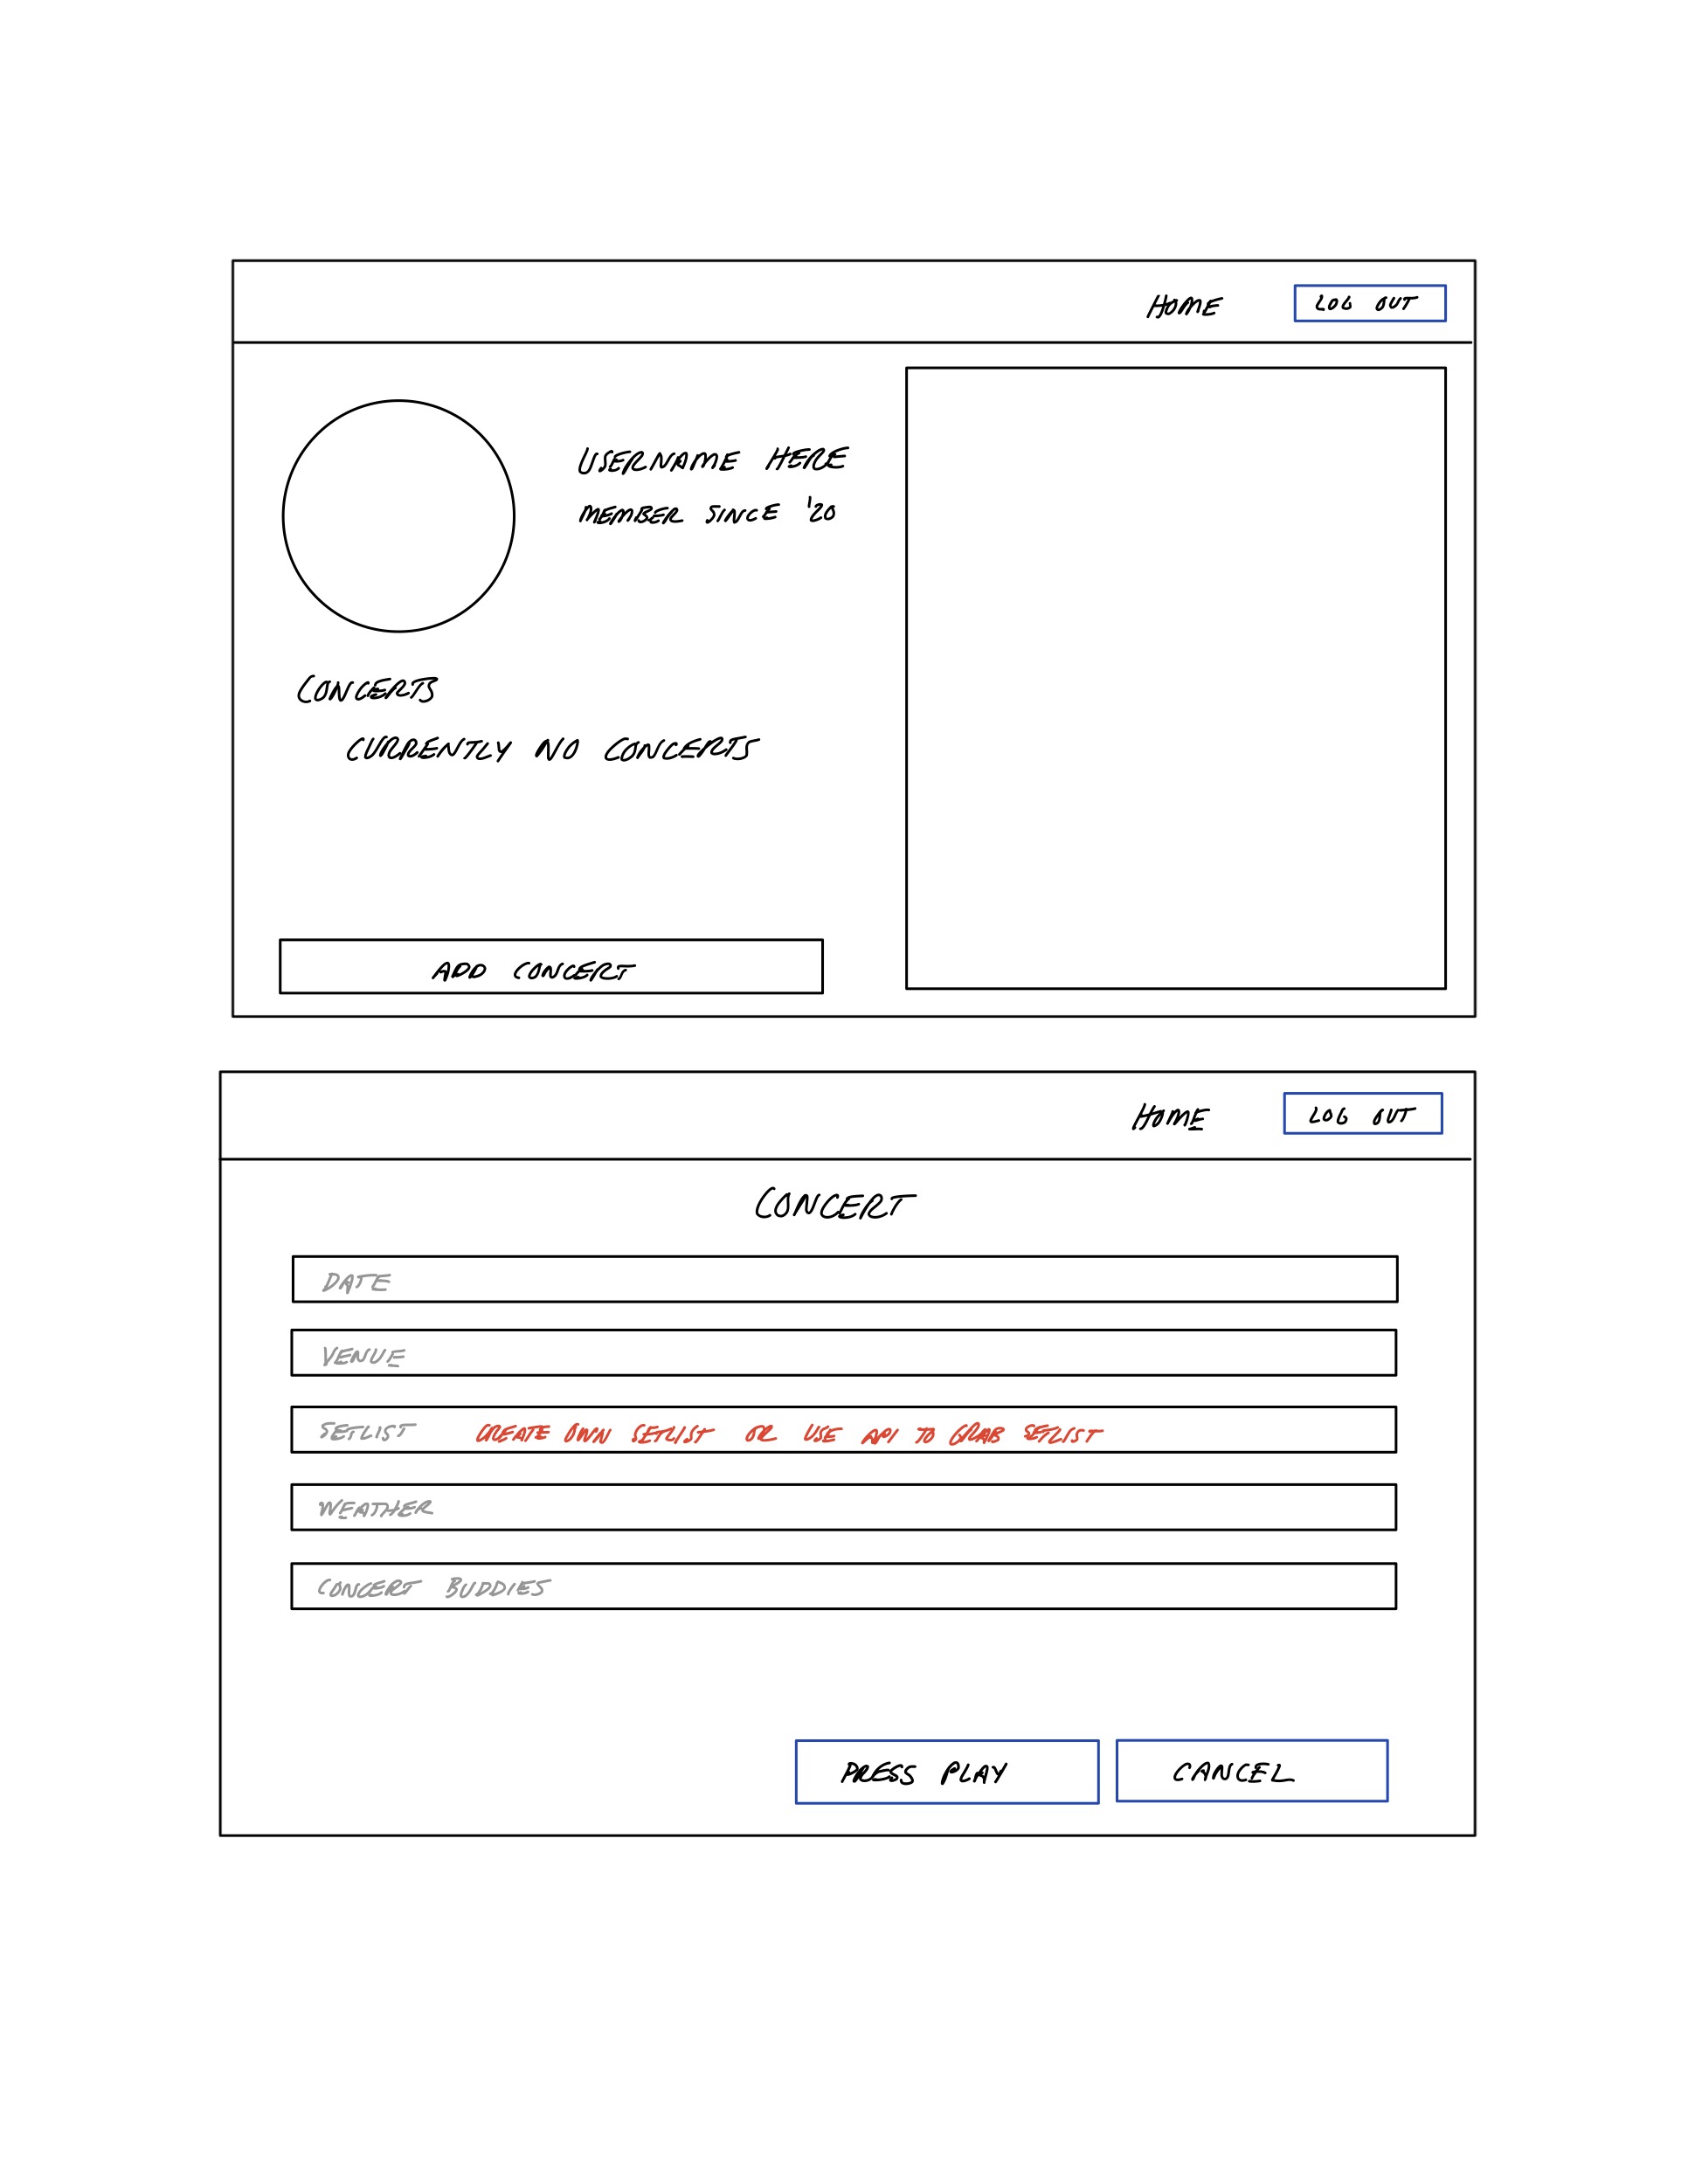 HOME LOG OUT
USERNAME HERE
MEMBER SINCE '20
CONCERTS
CURRENTLY NO CONCERTS
ADD CONCERT
HOME LOG OUT
CONCERT
DATE
VENUE
SETLIST CREATE OWN SETLIST OR USE API TO GRAB SETLIST
WEATHER
CONCERT BUDDIES
PRESS PLAY CANCEL